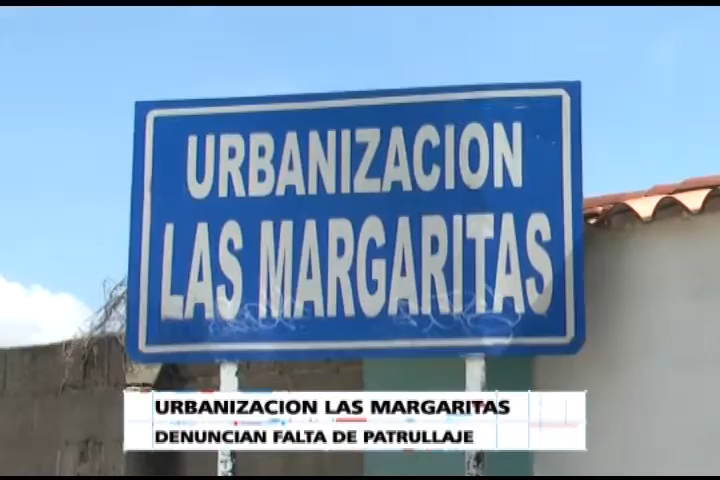 URBANIZACION
LAS MARGARITAS
URBANIZACION LAS MARGARITAS
DENUNCIAN FALTA DE PATRULLAJE